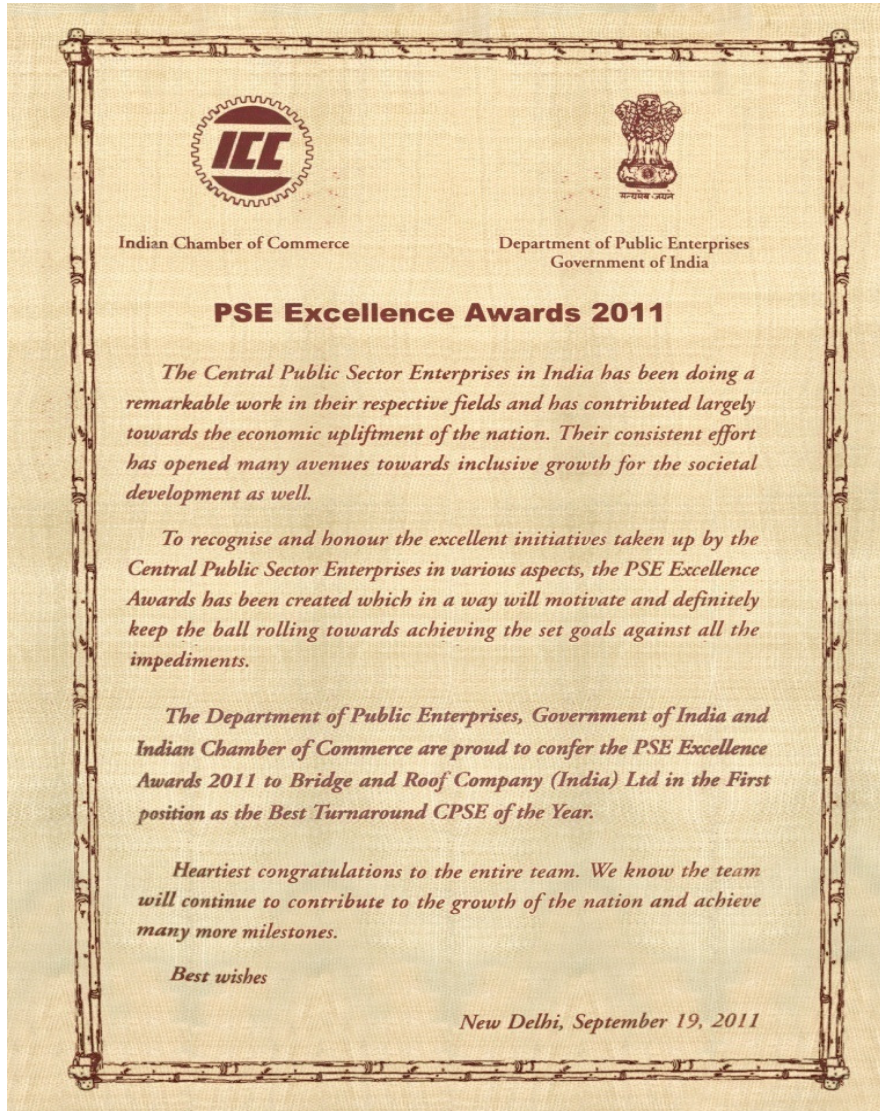 ICC
सत्यमेव जयते
Indian Chamber of Commerce
Department of Public Enterprises
Government of India
PSE Excellence Awards 2011
The Central Public Sector Enterprises in India has been doing a
remarkable work in their respective fields and has contributed largely
towards the economic upliftment of the nation. Their consistent effort
has opened many avenues towards inclusive growth for the societal
development as well.
To recognise and honour the excellent initiatives taken up by the
Central Public Sector Enterprises in various aspects, the PSE Excellence
Awards has been created which in a way will motivate and definitely
keep the ball rolling towards achieving the set goals against all the
impediments.
The Department of Public Enterprises, Government of India and
Indian Chamber of Commerce are proud to confer the PSE Excellence
Awards 2011 to Bridge and Roof Company (India) Ltd in the First
position as the Best Turnaround CPSE of the Year.
Heartiest congratulations to the entire team. We know the team
will continue to contribute to the growth of the nation and achieve
many more milestones.
Best wishes
New Delhi, September 19, 2011